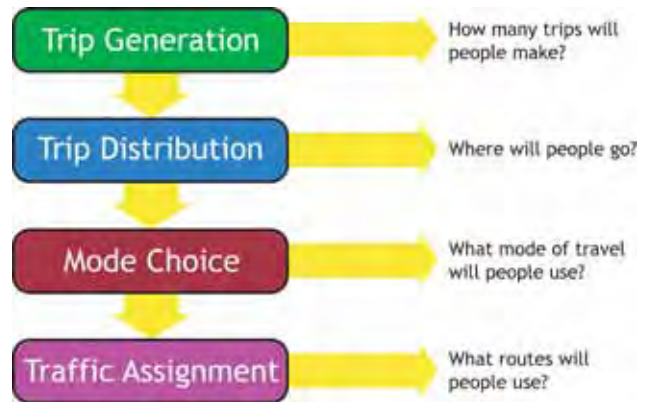 Trip Generation
How many trips will
people make?
Trip Distribution
Where will people go?
Mode Choice
What mode of travel
will people use?
Traffic Assignment
What routes will
people use?